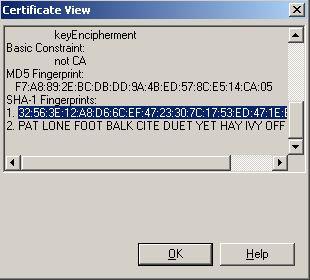 Certificate View
keyEncipherment
Basic Constraint:
not CA
MD5 Fingerprint:
F7:A8:89:2E:BC:DB:DD:9A:4B:ED:57:8C:E5:14:CA:05
SHA-1 Fingerprints:
1. 32:56:3E:12:A8:D6:6C:EF:47:23:30:7C:17:53:ED:47:1E:
2. PAT LONE FOOT BALK CITE DUET YET HAY IVY OFF
OK
Help